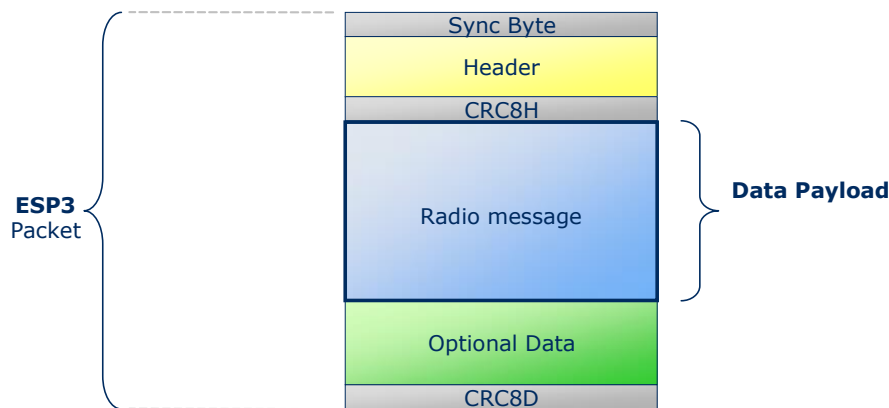 Sync Byte
Header
CRC8H
ESP3
Packet
Radio message
Data Payload
Optional Data
CRC8D